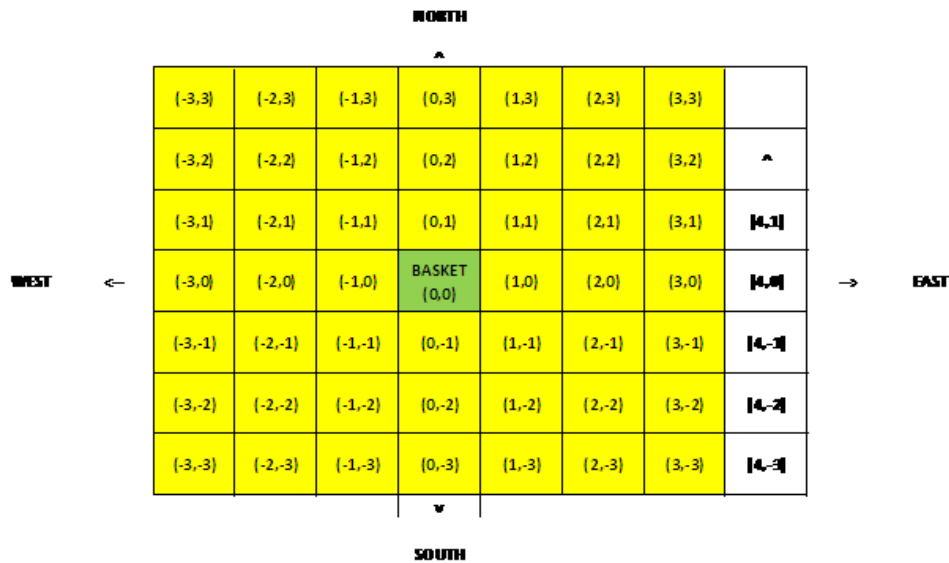 NORTH
^
(-3,3) (-2,3) (-1,3) (0,3) (1,3) (2,3) (3,3)
(-3,2) (-2,2) (-1,2) (0,2) (1,2) (2,2) (3,2) ^
(-3,1) (-2,1) (-1,1) (0,1) (1,1) (2,1) (3,1) (4,1)
WEST <-- (-3,0) (-2,0) (-1,0) BASKET (0,0) (1,0) (2,0) (3,0) (4,0) --> EAST
(-3,-1) (-2,-1) (-1,-1) (0,-1) (1,-1) (2,-1) (3,-1) (4,-1)
(-3,-2) (-2,-2) (-1,-2) (0,-2) (1,-2) (2,-2) (3,-2) (4,-2)
(-3,-3) (-2,-3) (-1,-3) (0,-3) (1,-3) (2,-3) (3,-3) (4,-3)
v
SOUTH